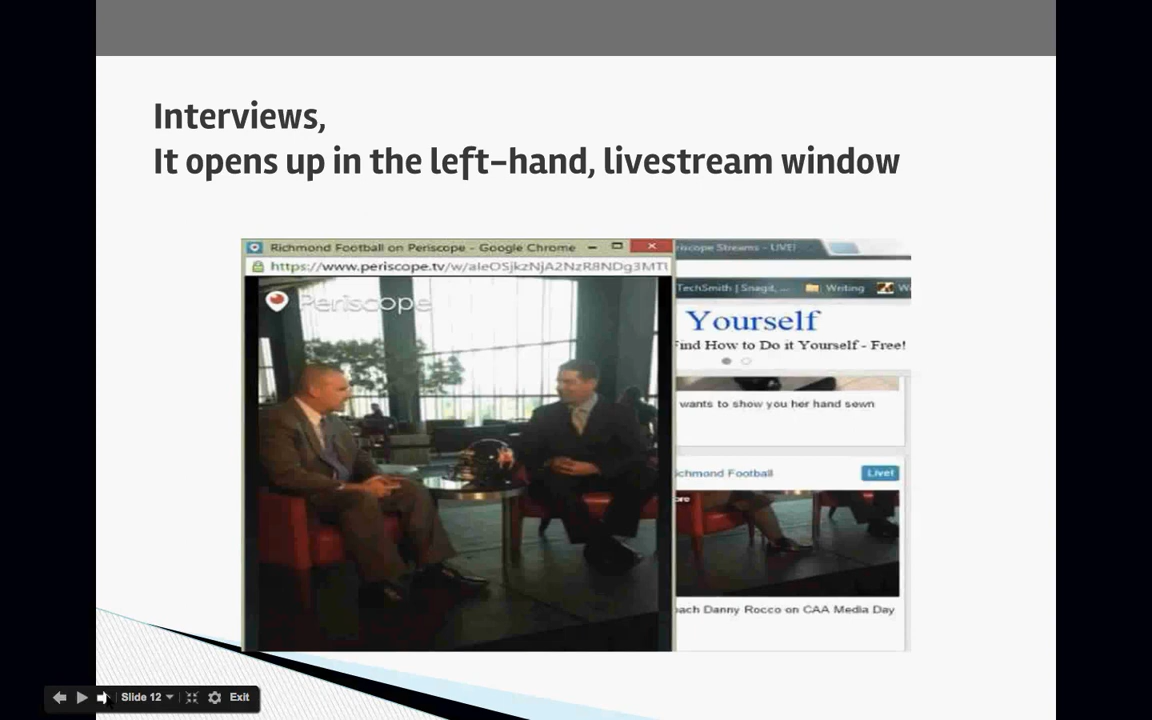 Interviews,
It opens up in the left-hand, livestream window
Richmond Football on Periscope - Google Chrome
riscope Streams - LIVE!
https://www.periscope.tv/w/
TechSmith | Snagit, ...
Writing
Periscope
Yourself
Find How to Do it Yourself - Free!
wants to show you her hand sewn
ichmond Football
Live!
ore
ach Danny Rocco on CAA Media Day
Slide 12
Exit